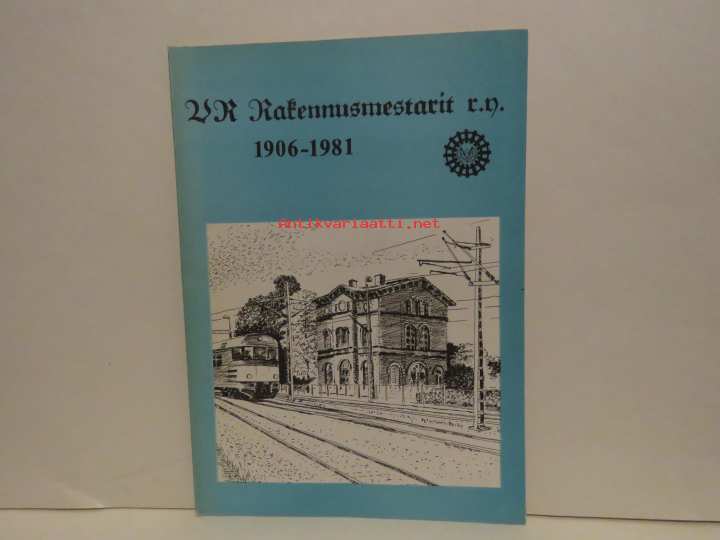 VR Rakennusmestarit r.y.
1906-1981
Antikvariaatti.net